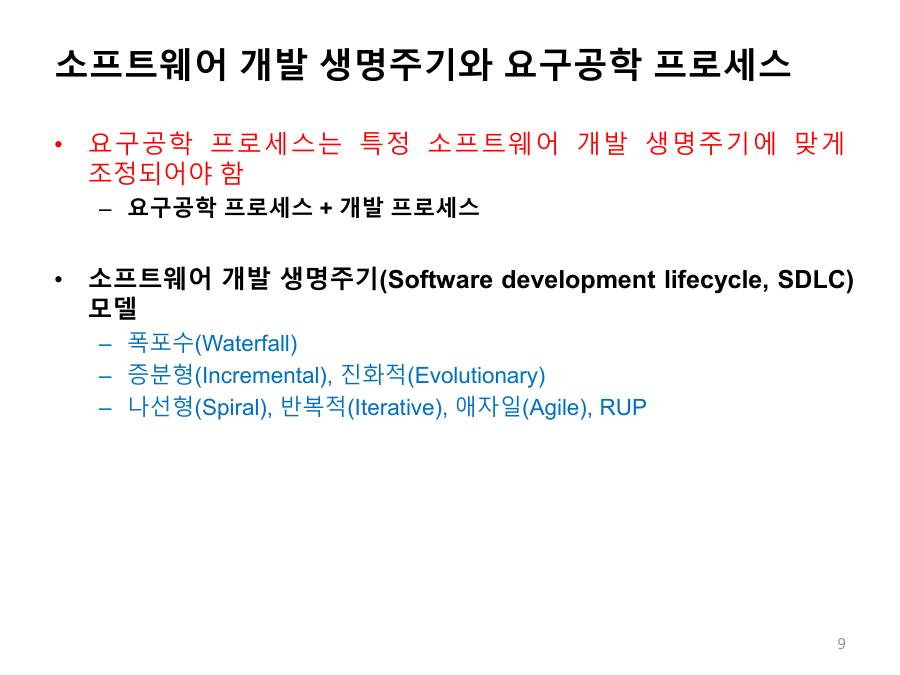 소프트웨어 개발 생명주기와 요구공학 프로세스
• 요구공학 프로세스는 특정 소프트웨어 개발 생명주기에 맞게
조정되어야 함
– 요구공학 프로세스 + 개발 프로세스
• 소프트웨어 개발 생명주기(Software development lifecycle, SDLC)
모델
– 폭포수(Waterfall)
– 증분형(Incremental), 진화적(Evolutionary)
– 나선형(Spiral), 반복적(Iterative), 애자일(Agile), RUP
9